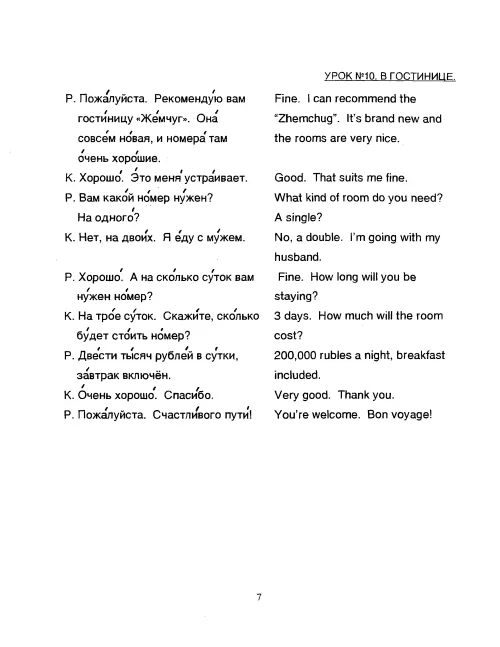 УРОК №10. В ГОСТИНИЦЕ.
Р. Пожа́луйста. Рекоменду́ю вам
гости́ницу «Же́мчуг». Она́
совсе́м но́вая, и номера́ там
о́чень хоро́шие.
Fine. I can recommend the
"Zhemchug". It's brand new and
the rooms are very nice.
К. Хорошо́. Э́то меня́ устра́ивает.
Good. That suits me fine.
Р. Вам како́й но́мер ну́жен?
На одного́?
What kind of room do you need?
A single?
К. Нет, на двои́х. Я е́ду с му́жем.
No, a double. I'm going with my
husband.
Р. Хорошо́. А на ско́лько су́ток вам
ну́жен но́мер?
Fine. How long will you be
staying?
К. На тро́е су́ток. Скажи́те, ско́лько
бу́дет сто́ить но́мер?
3 days. How much will the room
cost?
Р. Две́сти ты́сяч рубле́й в су́тки,
за́втрак включён.
200,000 rubles a night, breakfast
included.
К. О́чень хорошо́. Спаси́бо.
Very good. Thank you.
Р. Пожа́луйста. Счастли́вого пути́!
You're welcome. Bon voyage!
7